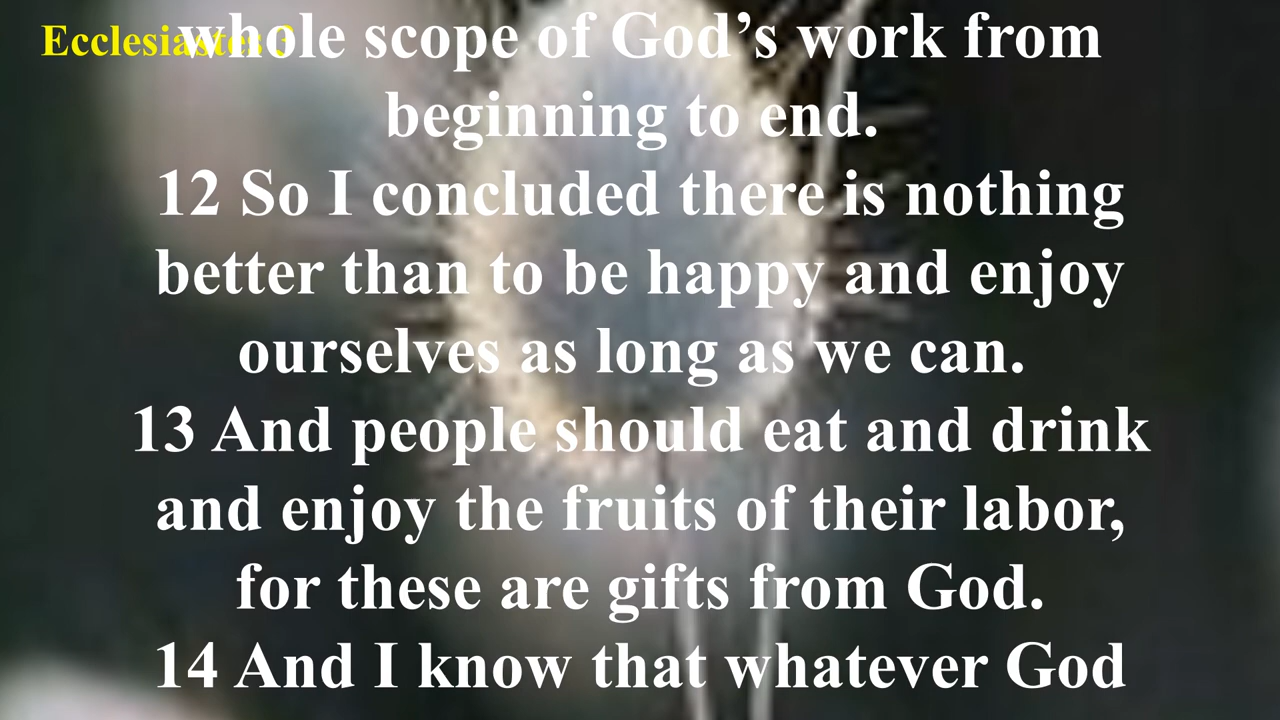 Ecclesiastes 3
whole scope of God’s work from
beginning to end.
12 So I concluded there is nothing
better than to be happy and enjoy
ourselves as long as we can.
13 And people should eat and drink
and enjoy the fruits of their labor,
for these are gifts from God.
14 And I know that whatever God